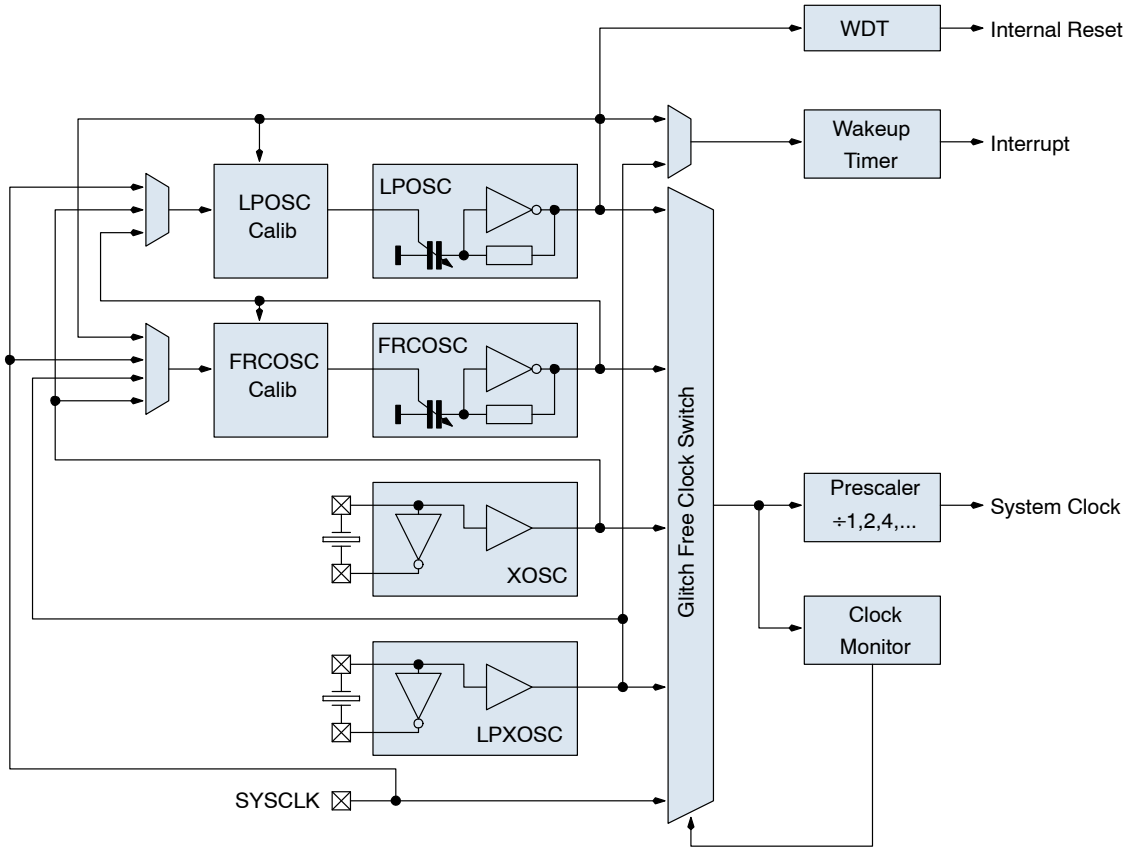 WDT
Internal Reset
Wakeup
Timer
Interrupt
LPOSC
Calib
LPOSC
FRCOSC
Calib
FRCOSC
Glitch Free Clock Switch
Prescaler
÷1,2,4,...
System Clock
XOSC
Clock
Monitor
LPXOSC
SYSCLK